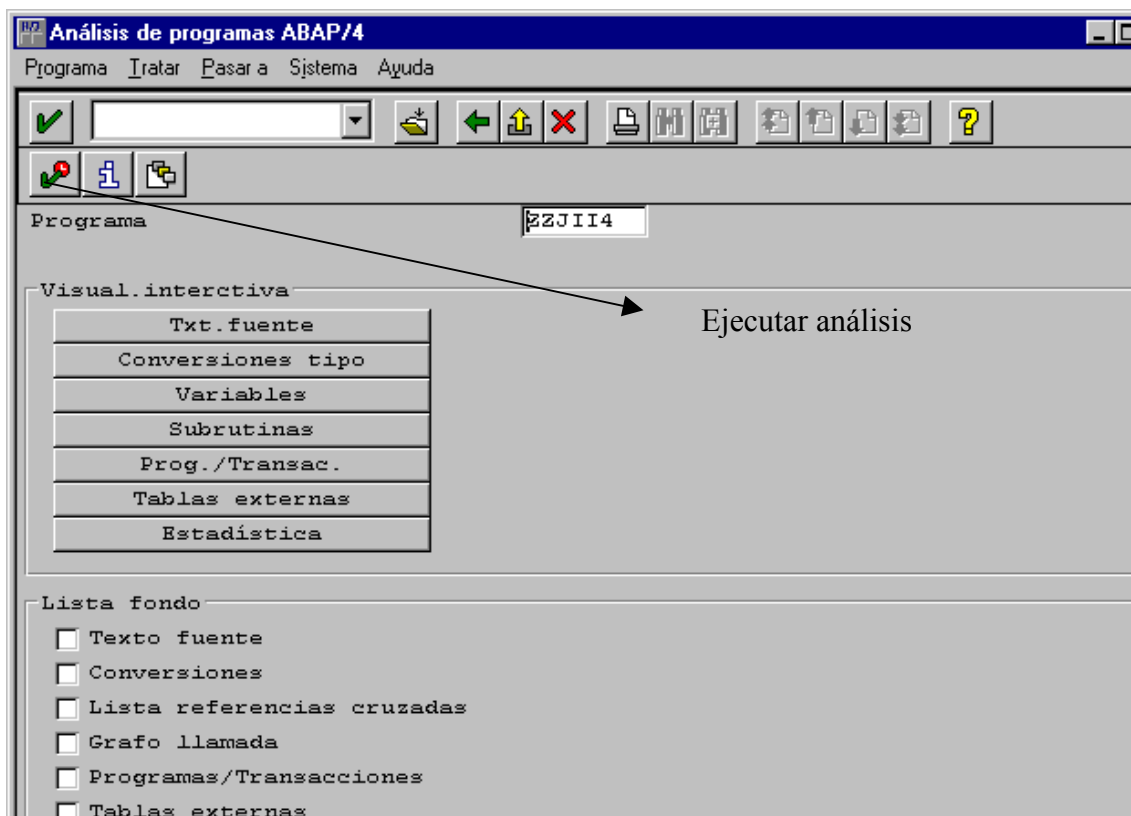 Análisis de programas ABAP/4
Programa Tratar Pasar a Sistema Ayuda
Programa ZZJII4
Visual.interctiva
Ejecutar análisis
Txt.fuente
Conversiones tipo
Variables
Subrutinas
Prog./Transac.
Tablas externas
Estadística
Lista fondo
Texto fuente
Conversiones
Lista referencias cruzadas
Grafo llamada
Programas/Transacciones
Tablas externas